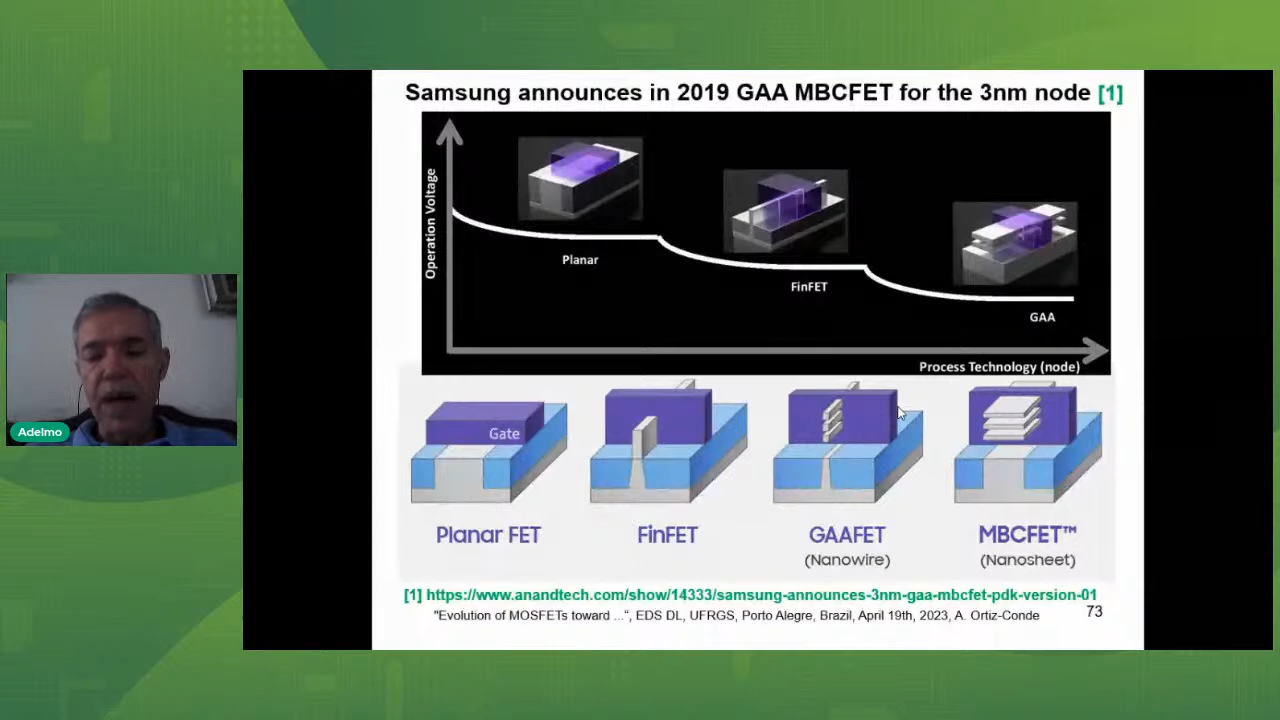 Samsung announces in 2019 GAA MBCFET for the 3nm node [1]
Operation Voltage
Planar
FinFET
GAA
Process Technology (node)
Gate
Planar FET
FinFET
GAAFET
(Nanowire)
MBCFET™
(Nanosheet)
[1] https://www.anandtech.com/show/14333/samsung-announces-3nm-gaa-mbcfet-pdk-version-01
"Evolution of MOSFETs toward ...", EDS DL, UFRGS, Porto Alegre, Brazil, April 19th, 2023, A. Ortiz-Conde
73
Adelmo